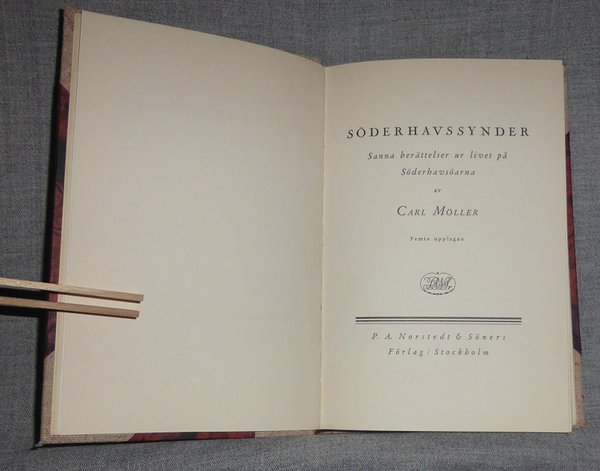 SÖDERHAVSSYNDER
Sanna berättelser ur livet på
Söderhavsöarna
av
CARL MÖLLER
Femte upplagan
P. A. Norstedt & Söners
Förlag / Stockholm